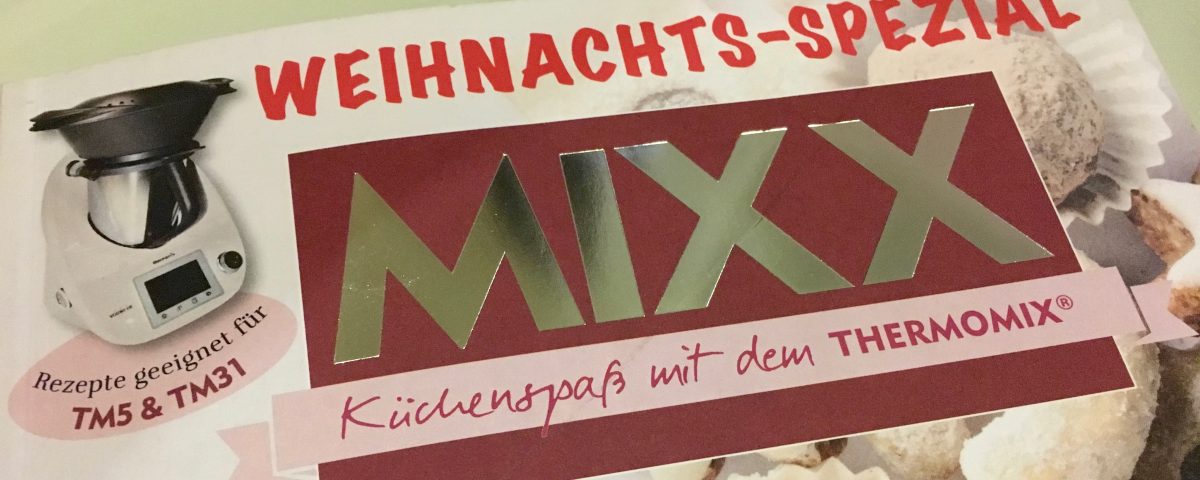 WEIHNACHTS-SPEZIAL
MIXX
Küchenspaß mit dem THERMOMIX®
Rezepte geeignet für
TM5 & TM31